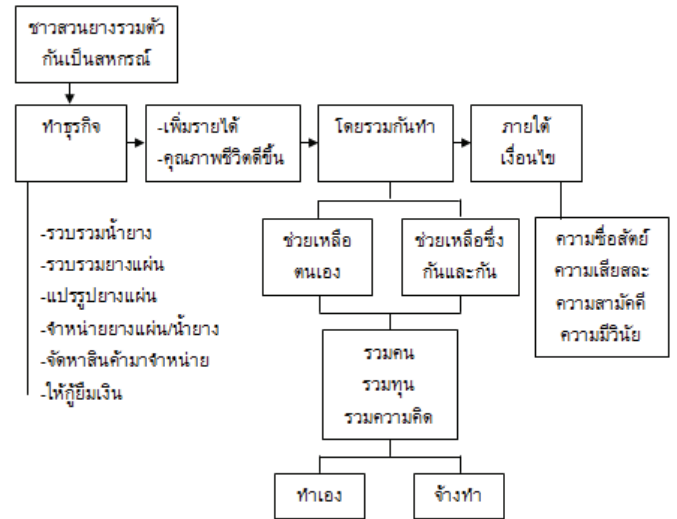 ชาวสวนยางรวมตัว
กันเป็นสหกรณ์
ทำธุรกิจ
-เพิ่มรายได้
-คุณภาพชีวิตดีขึ้น
โดยรวมกันทำ
ภายใต้
เงื่อนไข
-รวบรวมน้ำยาง
-รวบรวมยางแผ่น
-แปรรูปยางแผ่น
-จำหน่ายยางแผ่น/น้ำยาง
-จัดหาสินค้ามาจำหน่าย
-ให้กู้ยืมเงิน
ช่วยเหลือ
ตนเอง
ช่วยเหลือซึ่ง
กันและกัน
ความซื่อสัตย์
ความเสียสละ
ความสามัคคี
ความมีวินัย
รวมคน
รวมทุน
รวมความคิด
ทำเอง
จ้างทำ